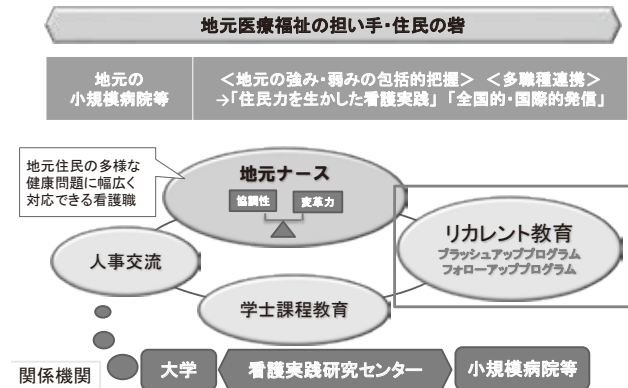 地元医療福祉の担い手・住民の砦
地元の
小規模病院等
＜地元の強み・弱みの包括的把握＞ ＜多職種連携＞
→「住民力を生かした看護実践」「全国的・国際的発信」
地元住民の多様な
健康問題に幅広く
対応できる看護職
地元ナース
協調性 変革力
人事交流
リカレント教育
ブラッシュアッププログラム
フォローアッププログラム
学士課程教育
関係機関
大学 看護実践研究センター 小規模病院等